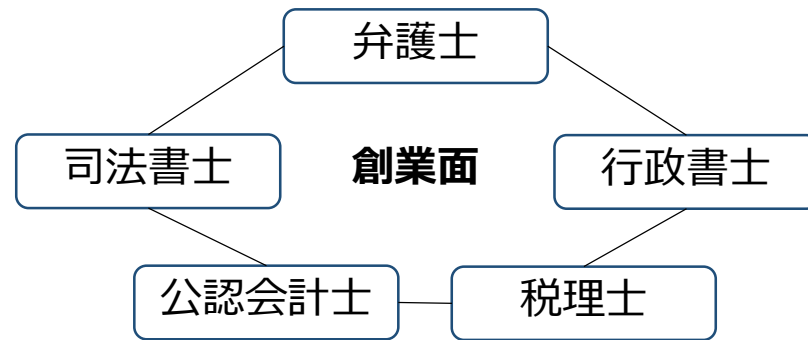 弁護士
司法書士
創業面
行政書士
公認会計士
税理士